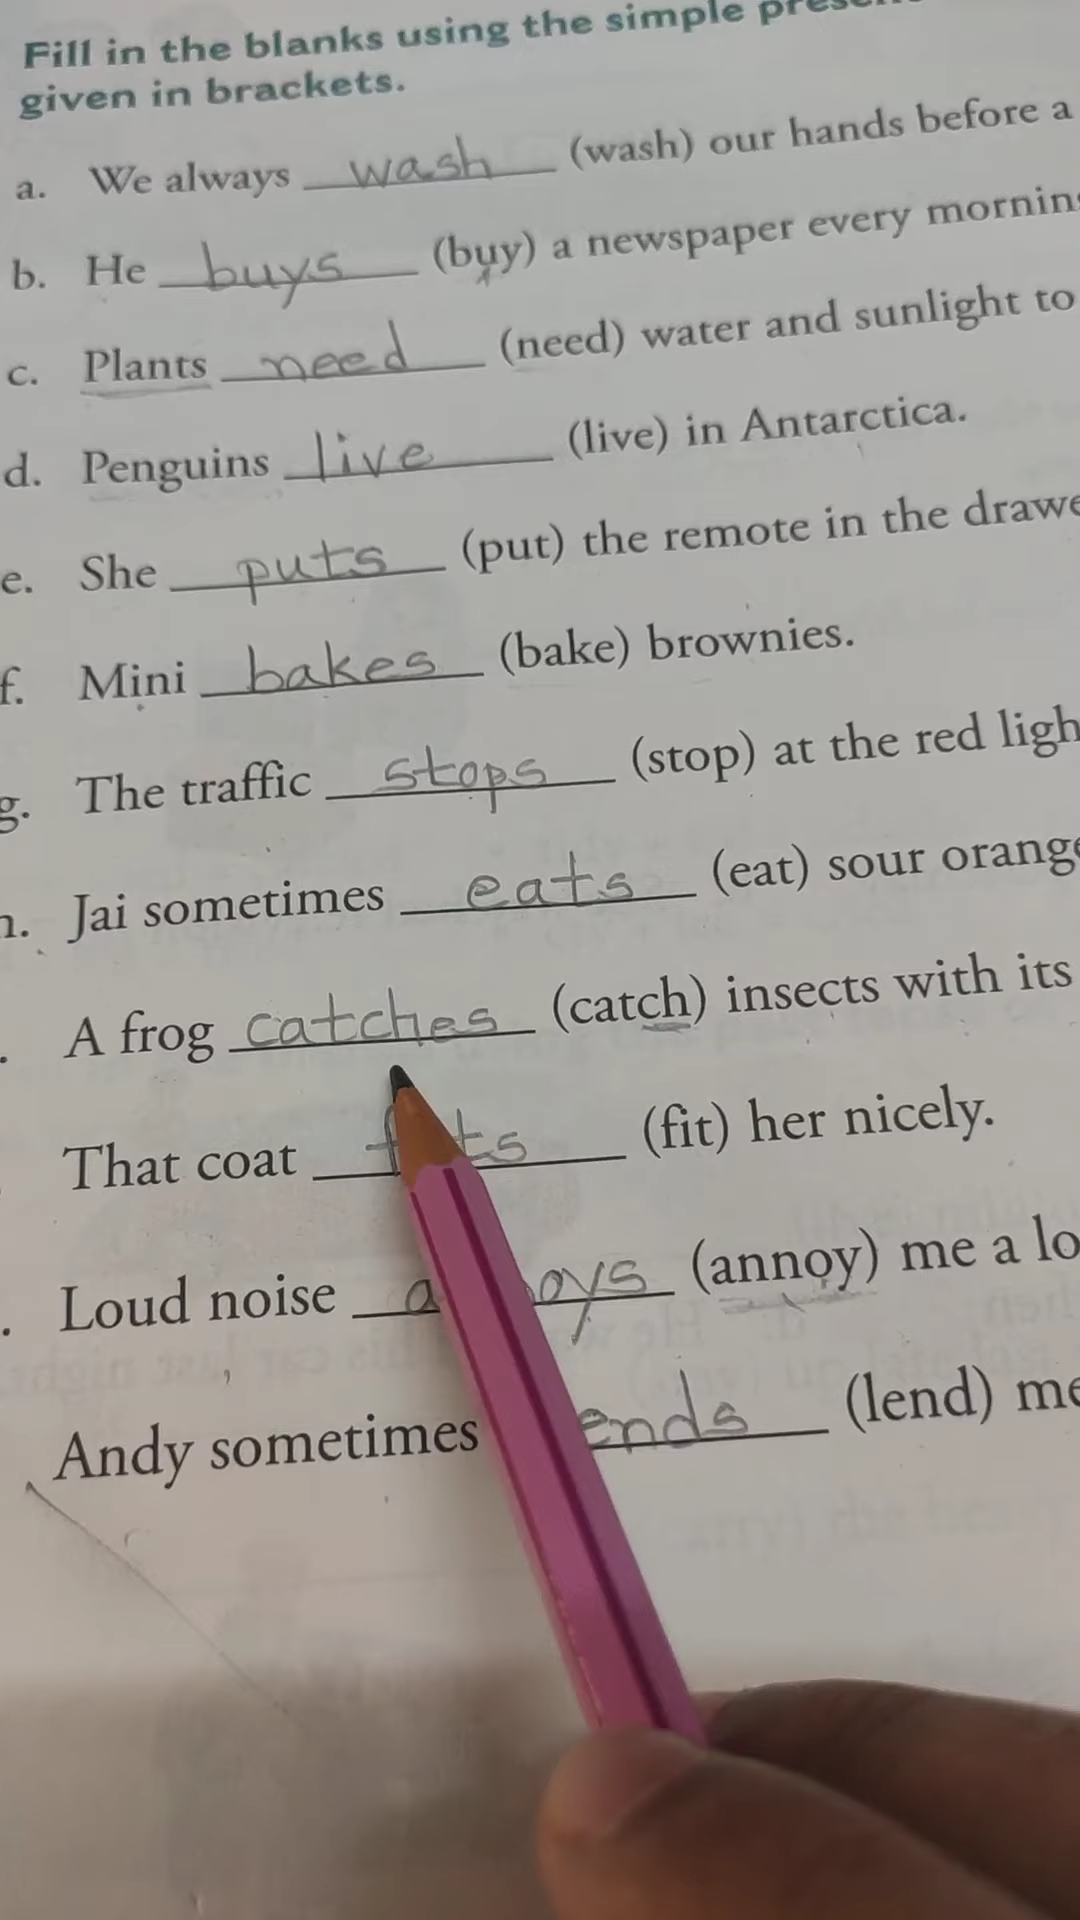 Fill in the blanks using the simple
given in brackets.
a. We always wash (wash) our hands before a
b. He buys (buy) a newspaper every
c. Plants need (need) water and sunlight to
d. Penguins live (live) in Antarctica.
e. She puts (put) the remote in the
f. Mini bakes (bake) brownies.
g. The traffic stops (stop) at the red
Jai sometimes eats (eat) sour
A frog catches (catch) insects with its
That coat (fit) her nicely.
Loud noise (annoy) me a
Andy sometimes (lend)